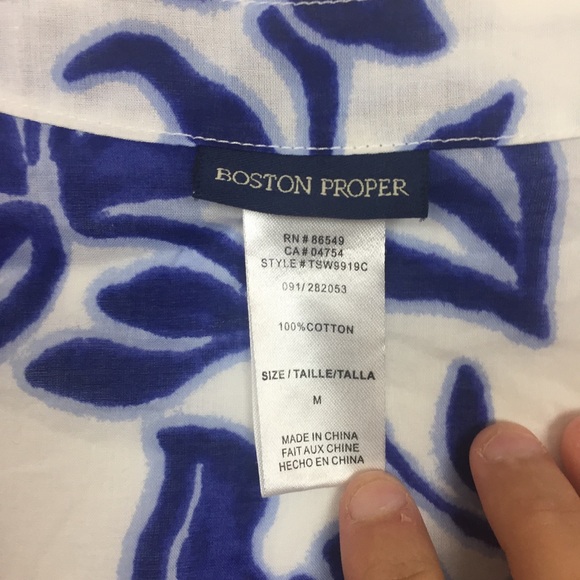 BOSTON PROPER
RN # 86549
CA # 04754
STYLE # TSW9919C
091/ 282053
100%COTTON
SIZE / TAILLE/TALLA
M
MADE IN CHINA
FAIT AUX CHINE
HECHO EN CHINA